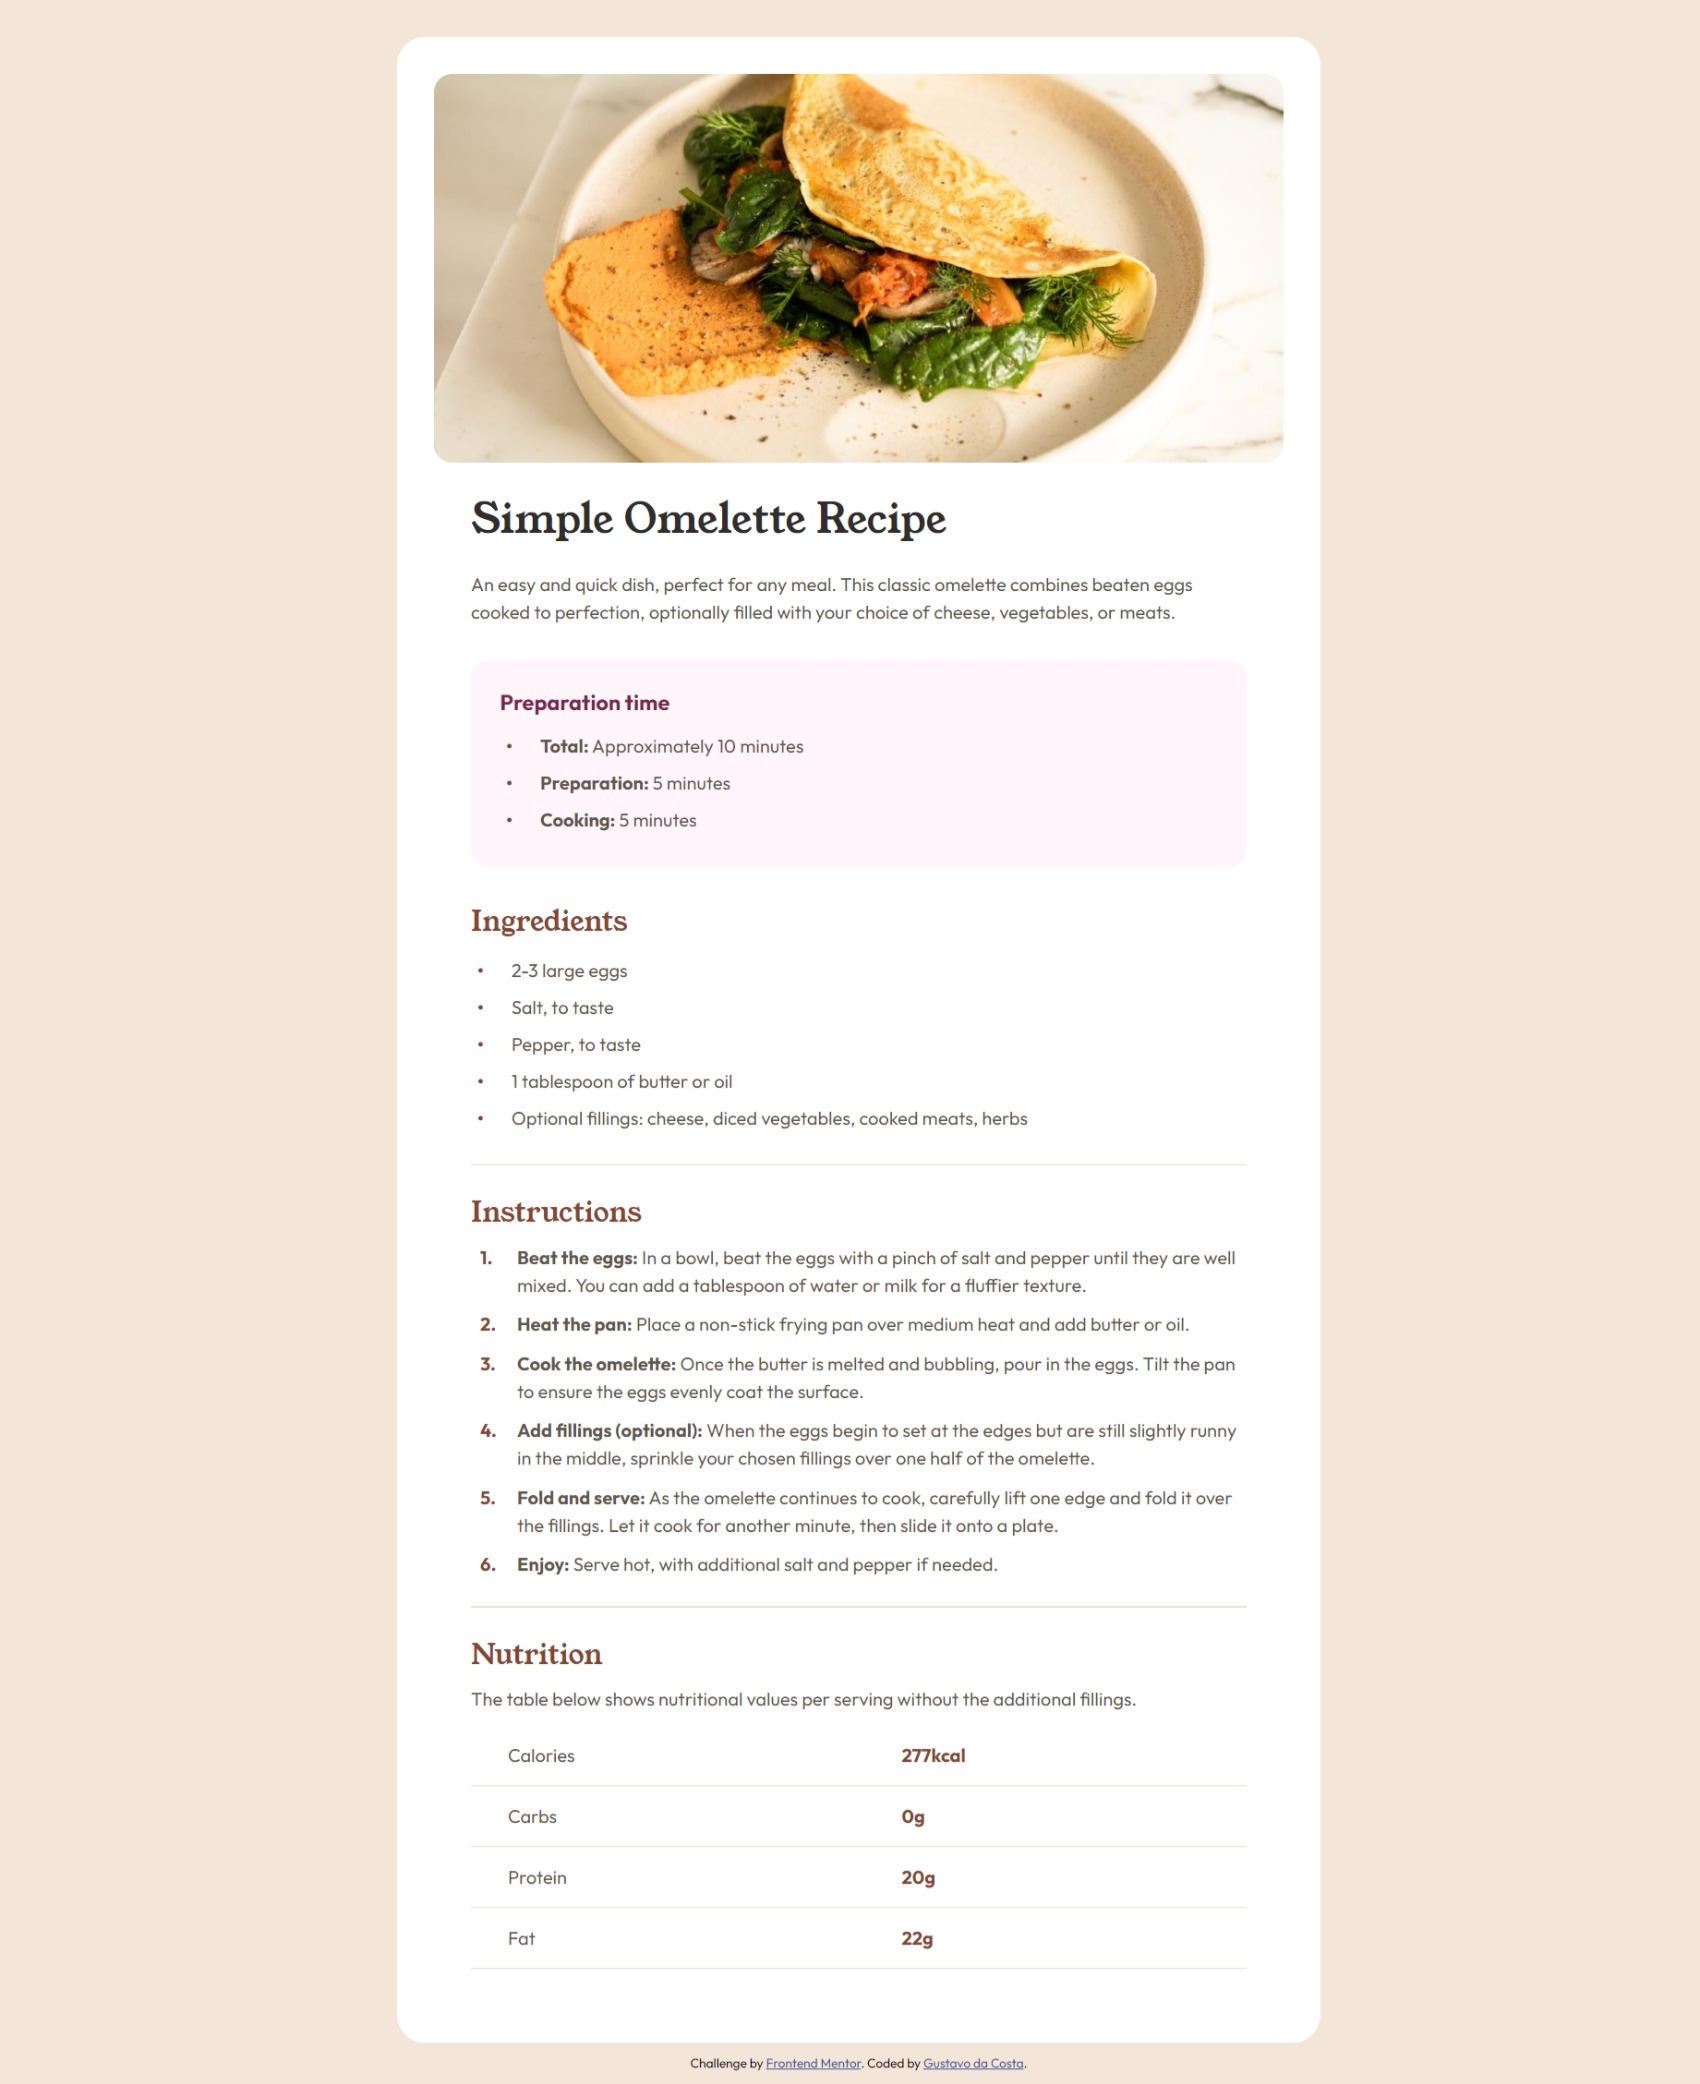 Simple Omelette Recipe
An easy and quick dish, perfect for any meal. This classic omelette combines beaten eggs
cooked to perfection, optionally filled with your choice of cheese, vegetables, or meats.
Preparation time
• Total: Approximately 10 minutes
• Preparation: 5 minutes
• Cooking: 5 minutes
Ingredients
• 2-3 large eggs
• Salt, to taste
• Pepper, to taste
• 1 tablespoon of butter or oil
• Optional fillings: cheese, diced vegetables, cooked meats, herbs
Instructions
1. Beat the eggs: In a bowl, beat the eggs with a pinch of salt and pepper until they are well
mixed. You can add a tablespoon of water or milk for a fluffier texture.
2. Heat the pan: Place a non-stick frying pan over medium heat and add butter or oil.
3. Cook the omelette: Once the butter is melted and bubbling, pour in the eggs. Tilt the pan
to ensure the eggs evenly coat the surface.
4. Add fillings (optional): When the eggs begin to set at the edges but are still slightly runny
in the middle, sprinkle your chosen fillings over one half of the omelette.
5. Fold and serve: As the omelette continues to cook, carefully lift one edge and fold it over
the fillings. Let it cook for another minute, then slide it onto a plate.
6. Enjoy: Serve hot, with additional salt and pepper if needed.
Nutrition
The table below shows nutritional values per serving without the additional fillings.
Calories 277kcal
Carbs 0g
Protein 20g
Fat 22g
Challenge by Frontend Mentor. Coded by Gustavo da Costa.